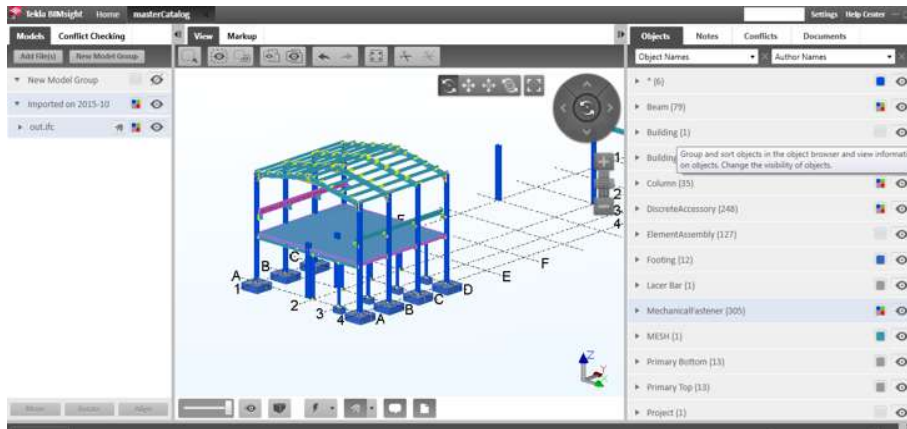 Tekla BIMsight Home masterCatalog Settings Help Center
Models Conflict Checking View Markup Objects Notes Conflicts Documents
Add File(s) New Model Group Object Names Author Names
New Model Group
Imported on 2015-10
out.ifc
A
1
B
C
2
3
4
A
B
C
D
E
F
E
1
2
3
4
Z
Y
X
* (6)
Beam (79)
Building (1)
Building
Group and sort objects in the object browser and view informati
on objects. Change the visibility of objects.
Column (35)
DiscreteAccessory (248)
ElementAssembly (127)
Footing (12)
Lacer Bar (1)
MechanicalFastener (305)
MESH (1)
Primary Bottom (13)
Primary Top (13)
Project (1)
Move Rotate Align